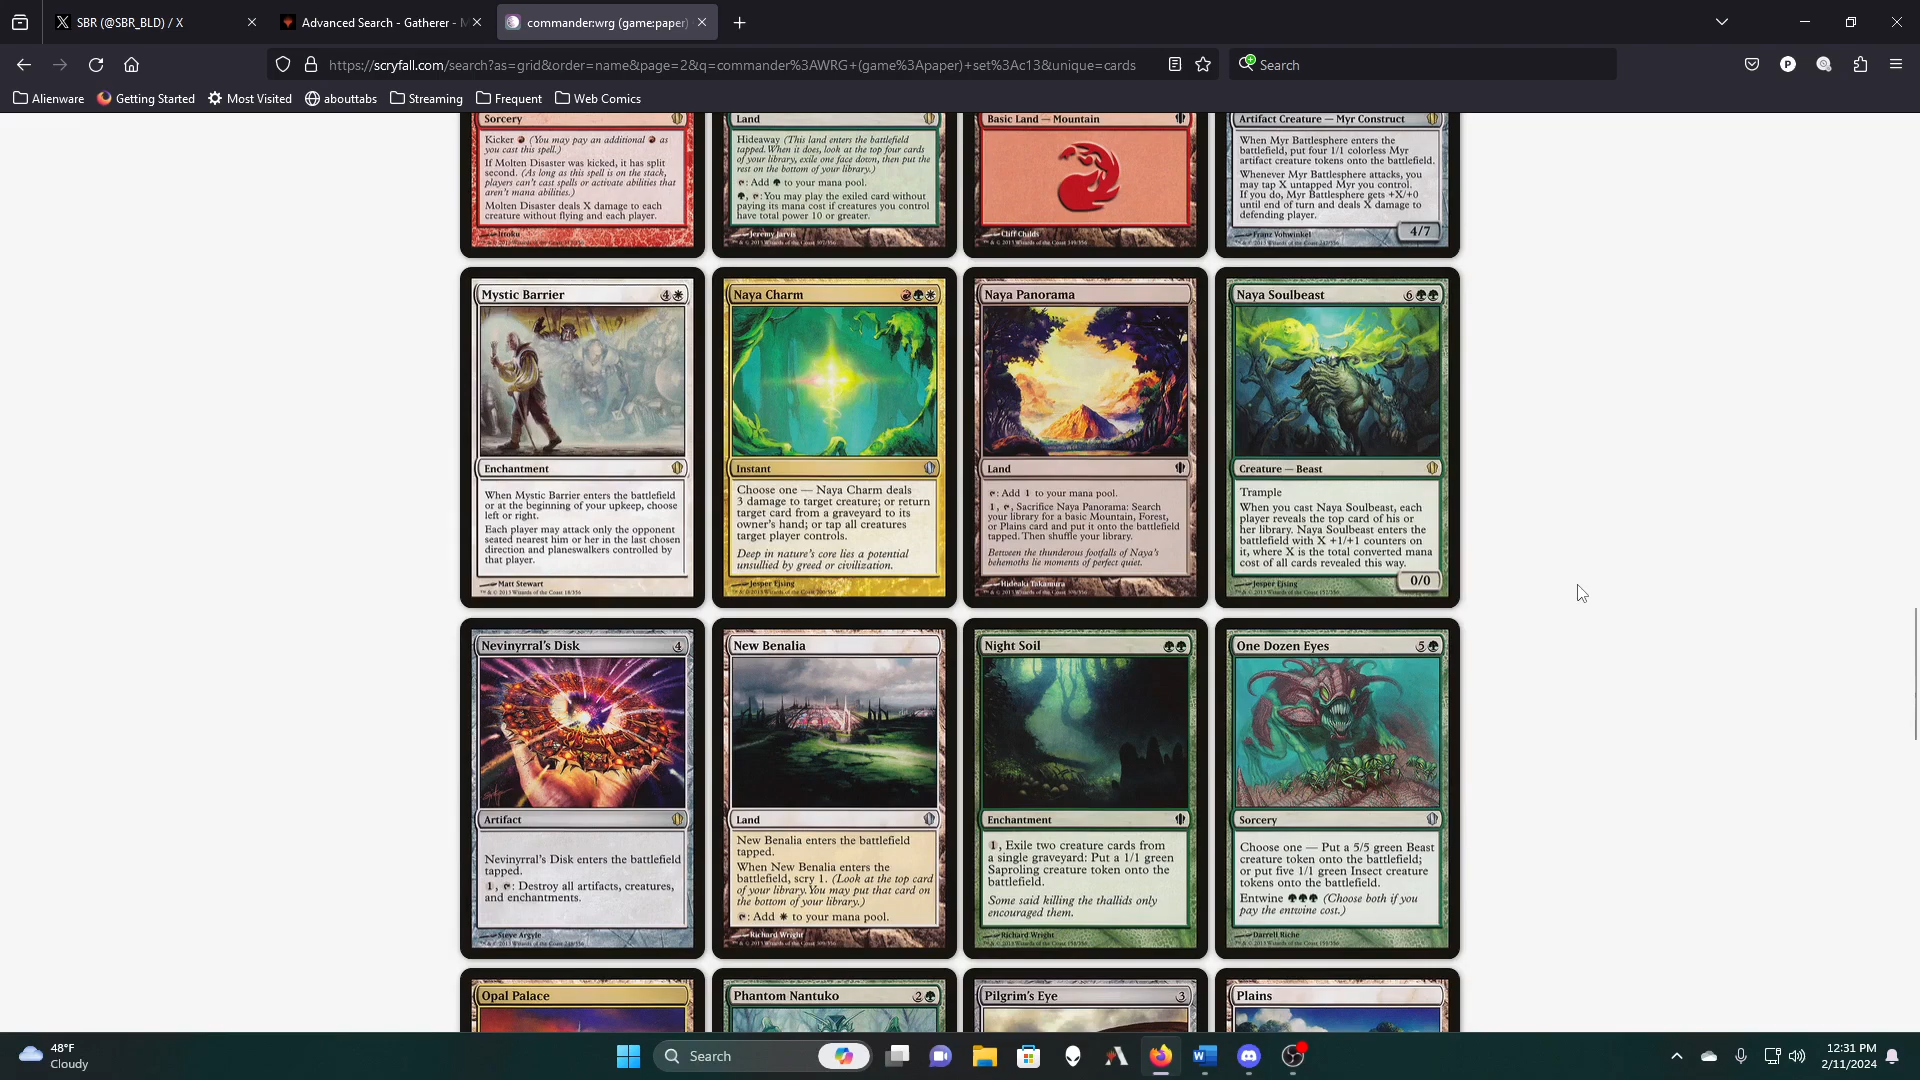 SBR (@SBR_BLD) / X
Advanced Search - Gatherer - M
commander:wrg (game:paper)
https://scryfall.com/search?as=grid&order=name&page=2&q=commander%3AWRG+(game%3Apaper)+set%3Ac13&unique=cards
Search
Alienware
Getting Started
Most Visited
abouttabs
Streaming
Frequent
Web Comics
Sorcery
Kicker (You may pay an additional as
you cast this spell.)
If Molten Disaster was kicked, it has split
second. (As long as this spell is on the stack,
players can't cast spells or activate abilities that
aren't mana abilities.)
Molten Disaster deals X damage to each
creature without flying and each player.
Ittoku
Land
Hideaway (This land enters the battlefield
tapped. When it does, look at the top four cards
of your library, exile one face down, then put the
rest on the bottom of your library.)
: Add to your mana pool.
, : You may play the exiled card without
paying its mana cost if creatures you control
have total power 10 or greater.
Jeremy Jarvis
Basic Land — Mountain
Cliff Childs
Artifact Creature — Myr Construct
When Myr Battlesphere enters the
battlefield, put four 1/1 colorless Myr
artifact creature tokens onto the battlefield.
Whenever Myr Battlesphere attacks, you
may tap X untapped Myr you control.
If you do, Myr Battlesphere gets +X/+0
until end of turn and deals X damage to
defending player.
Franz Vohwinkel
4/7
Mystic Barrier
4
Enchantment
When Mystic Barrier enters the battlefield
or at the beginning of your upkeep, choose
left or right.
Each player may attack only the opponent
seated nearest him or her in the last chosen
direction and planeswalkers controlled by
that player.
Matt Stewart
Naya Charm
Instant
Choose one — Naya Charm deals
3 damage to target creature; or return
target card from a graveyard to its
owner's hand; or tap all creatures
target player controls.
Deep in nature's core lies a potential
unsullied by greed or civilization.
Jesper Ejsing
Naya Panorama
Land
: Add 1 to your mana pool.
1, , Sacrifice Naya Panorama: Search
your library for a basic Mountain, Forest,
or Plains card and put it onto the battlefield
tapped. Then shuffle your library.
Between the thunderous footfalls of Naya's
behemoths lie moments of perfect quiet.
Hideaki Takamura
Naya Soulbeast
6
Creature — Beast
Trample
When you cast Naya Soulbeast, each
player reveals the top card of his or
her library. Naya Soulbeast enters the
battlefield with X +1/+1 counters on
it, where X is the total converted mana
cost of all cards revealed this way.
Jesper Ejsing
0/0
Nevinyrral's Disk
4
Artifact
Nevinyrral's Disk enters the battlefield
tapped.
1, : Destroy all artifacts, creatures,
and enchantments.
Steve Argyle
New Benalia
Land
New Benalia enters the battlefield
tapped.
When New Benalia enters the
battlefield, scry 1. (Look at the top card
of your library. You may put that card on
the bottom of your library.)
: Add to your mana pool.
Richard Wright
Night Soil
Enchantment
1, Exile two creature cards from
a single graveyard: Put a 1/1 green
Saproling creature token onto the
battlefield.
Some said killing the thallids only
encouraged them.
Richard Wright
One Dozen Eyes
5
Sorcery
Choose one — Put a 5/5 green Beast
creature token onto the battlefield;
or put five 1/1 green Insect creature
tokens onto the battlefield.
Entwine (Choose both if you
pay the entwine cost.)
Darrell Riche
Opal Palace
Phantom Nantuko
2
Pilgrim's Eye
3
Plains
48°F
Cloudy
Search
12:31 PM
2/11/2024